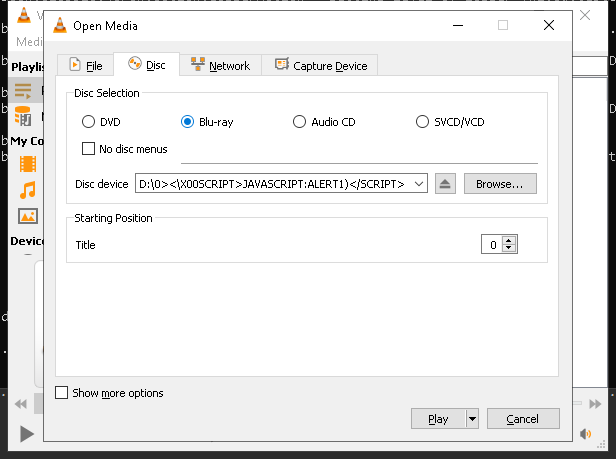 Open Media
Medi
File
Disc
Network
Capture Device
Playlis
Disc Selection
DVD
Blu-ray
Audio CD
SVCD/VCD
No disc menus
My Co
Disc device
D:\0><\X00SCRIPT>JAVASCRIPT:ALERT1)</SCRIPT>
Browse...
Starting Position
Device
Title
0
Show more options
Play
Cancel